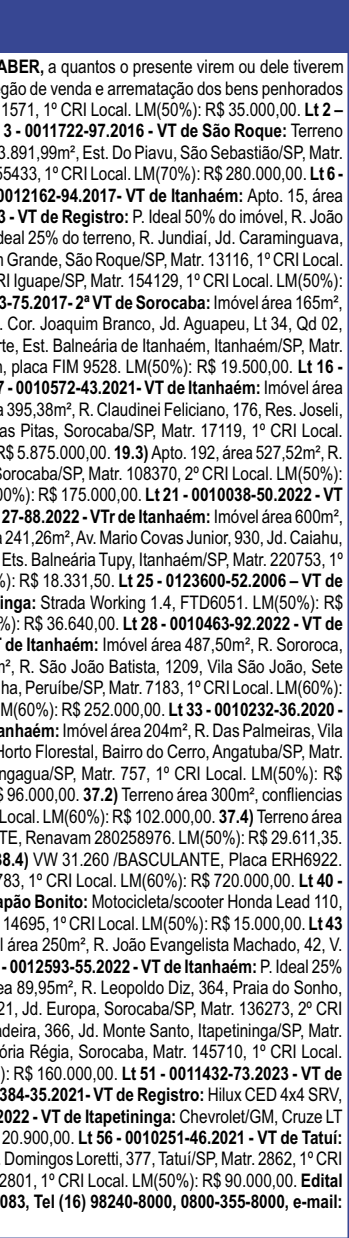 ABER, a quantos o presente virem ou dele tiverem
gão de venda e arrematação dos bens penhorados
1571, 1º CRI Local. LM(50%): R$ 35.000,00. Lt 2 –
3 - 0011722-97.2016 - VT de São Roque: Terreno
3.891,99m², Est. Do Piavu, São Sebastião/SP, Matr.
55433, 1º CRI Local. LM(70%): R$ 280.000,00. Lt 6 -
0012162-94.2017- VT de Itanhaém: Apto. 15, área
3 - VT de Registro: P. Ideal 50% do imóvel, R. João
deal 25% do terreno, R. Jundiaí, Jd. Caraminguava,
n Grande, São Roque/SP, Matr. 13116, 1º CRI Local.
RI Iguape/SP, Matr. 154129, 1º CRI Local. LM(50%):
3-75.2017- 2ª VT de Sorocaba: Imóvel área 165m²,
. Cor. Joaquim Branco, Jd. Aguapeu, Lt 34, Qd 02,
rte, Est. Balneária de Itanhaém, Itanhaém/SP, Matr.
n, placa FIM 9528. LM(50%): R$ 19.500,00. Lt 16 -
7 - 0010572-43.2021- VT de Itanhaém: Imóvel área
a 395,38m², R. Claudinei Feliciano, 176, Res. Joseli,
as Pitas, Sorocaba/SP, Matr. 17119, 1º CRI Local.
R$ 5.875.000,00. 19.3) Apto. 192, área 527,52m², R.
Sorocaba/SP, Matr. 108370, 2º CRI Local. LM(50%):
00%): R$ 175.000,00. Lt 21 - 0010038-50.2022 - VT
27-88.2022 - VTr de Itanhaém: Imóvel área 600m²,
a 241,26m², Av. Mario Covas Junior, 930, Jd. Caiahu,
Ets. Balneária Tupy, Itanhaém/SP, Matr. 220753, 1º
%): R$ 18.331,50. Lt 25 - 0123600-52.2006 – VT de
inga: Strada Working 1.4, FTD6051. LM(50%): R$
%): R$ 36.640,00. Lt 28 - 0010463-92.2022 - VT de
T de Itanhaém: Imóvel área 487,50m², R. Sororoca,
m², R. São João Batista, 1209, Vila São João, Sete
ha, Peruíbe/SP, Matr. 7183, 1º CRI Local. LM(60%):
M(60%): R$ 252.000,00. Lt 33 - 0010232-36.2020 -
anhaém: Imóvel área 204m², R. Das Palmeiras, Vila
Horto Florestal, Bairro do Cerro, Angatuba/SP, Matr.
ngagua/SP, Matr. 757, 1º CRI Local. LM(50%): R$
$ 96.000,00. 37.2) Terreno área 300m², confliencias
Local. LM(60%): R$ 102.000,00. 37.4) Terreno área
TE, Renavam 280258976. LM(50%): R$ 29.611,35.
38.4) VW 31.260 /BASCULANTE, Placa ERH6922.
783, 1º CRI Local. LM(60%): R$ 720.000,00. Lt 40 -
apão Bonito: Motocicleta/scooter Honda Lead 110,
14695, 1º CRI Local. LM(50%): R$ 15.000,00. Lt 43
l área 250m², R. João Evangelista Machado, 42, V.
- 0012593-55.2022 - VT de Itanhaém: P. Ideal 25%
ea 89,95m², R. Leopoldo Diz, 364, Praia do Sonho,
21, Jd. Europa, Sorocaba/SP, Matr. 136273, 2º CRI
adeira, 366, Jd. Monte Santo, Itapetininga/SP, Matr.
ória Régia, Sorocaba, Matr. 145710, 1º CRI Local.
): R$ 160.000,00. Lt 51 - 0011432-73.2023 - VT de
384-35.2021- VT de Registro: Hilux CED 4x4 SRV,
2022 - VT de Itapetininga: Chevrolet/GM, Cruze LT
20.900,00. Lt 56 - 0010251-46.2021 - VT de Tatuí:
. Domingos Loretti, 377, Tatuí/SP, Matr. 2862, 1º CRI
2801, 1º CRI Local. LM(50%): R$ 90.000,00. Edital
083, Tel (16) 98240-8000, 0800-355-8000, e-mail: